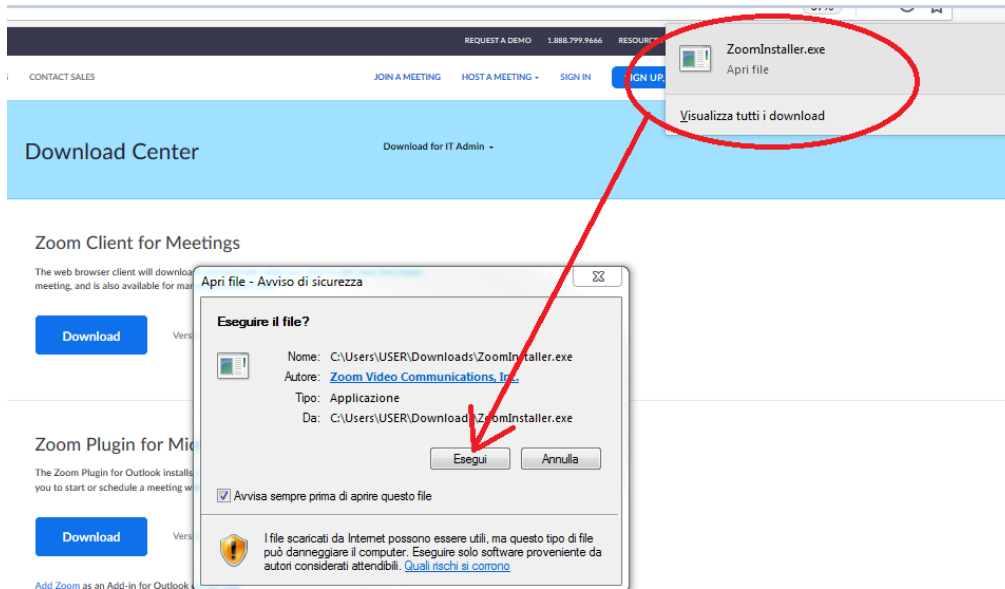 REQUEST A DEMO 1.888.799.9666
ZoomInstaller.exe
Apri file
CONTACT SALES JOIN A MEETING HOST A MEETING SIGN IN SIGN UP,
Visualizza tutti i download
Download Center Download for IT Admin
Zoom Client for Meetings
The web browser client will
meeting, and is also available for
Download
Apri file - Avviso di sicurezza
Eseguire il file?
Nome: C:\Users\USER\Downloads\ZoomInstaller.exe
Autore: Zoom Video Communications, Inc.
Tipo: Applicazione
Da: C:\Users\USER\Downloads\ZoomInstaller.exe
Esegui Annulla
Avvisa sempre prima di aprire questo file
I file scaricati da Internet possono essere utili, ma questo tipo di file
può danneggiare il computer. Eseguire solo software proveniente da
autori considerati attendibili. Quali rischi si corrono
Zoom Plugin for
The Zoom Plugin for Outlook installs
you to start or schedule a meeting
Download
Add Zoom as an Add-in for Outlook